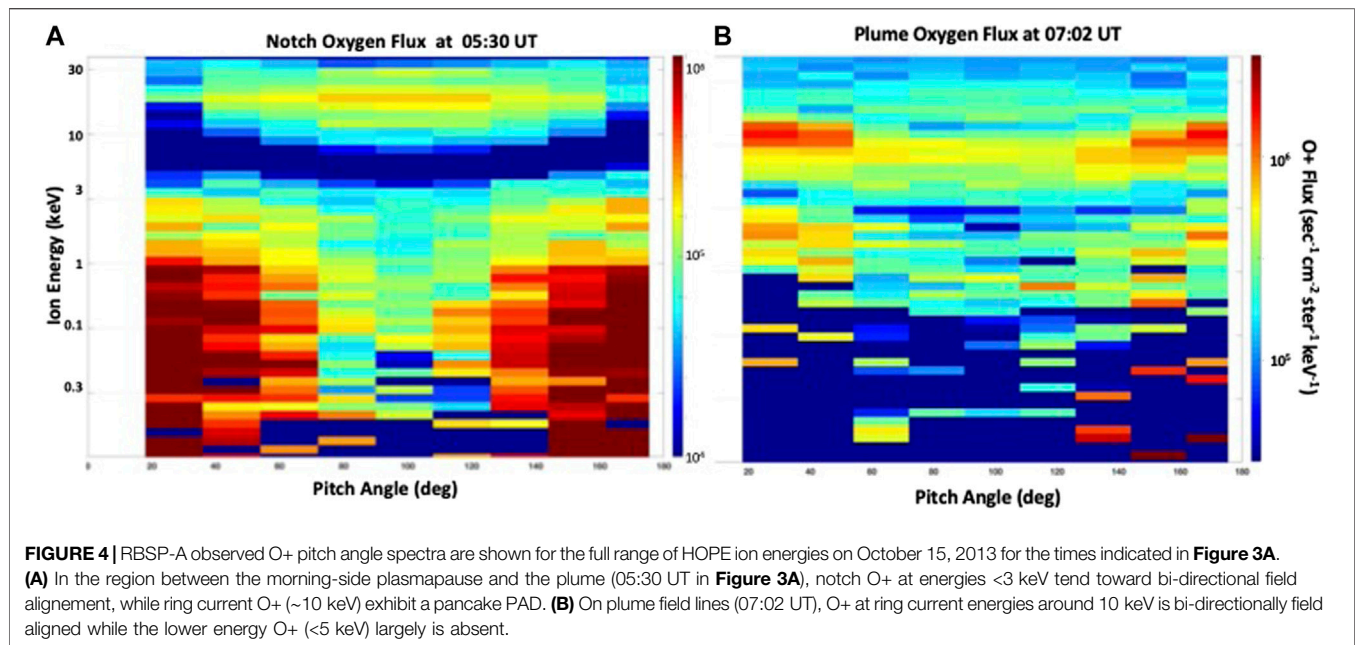 A
Notch Oxygen Flux at 05:30 UT
30
10
3
1
0.1
0.3
Ion Energy (keV)
0
20
40
60
80
100
120
140
160
180
Pitch Angle (deg)
10⁶
10⁵
10⁴
B
Plume Oxygen Flux at 07:02 UT
20
40
60
80
100
120
140
160
180
Pitch Angle (deg)
10⁶
10⁵
O+ Flux (sec⁻¹ cm⁻² ster⁻¹ keV⁻¹)
FIGURE 4 | RBSP-A observed O+ pitch angle spectra are shown for the full range of HOPE ion energies on October 15, 2013 for the times indicated in Figure 3A.
(A) In the region between the morning-side plasmapause and the plume (05:30 UT in Figure 3A), notch O+ at energies <3 keV tend toward bi-directional field
alignement, while ring current O+ (~10 keV) exhibit a pancake PAD. (B) On plume field lines (07:02 UT), O+ at ring current energies around 10 keV is bi-directionally field
aligned while the lower energy O+ (<5 keV) largely is absent.